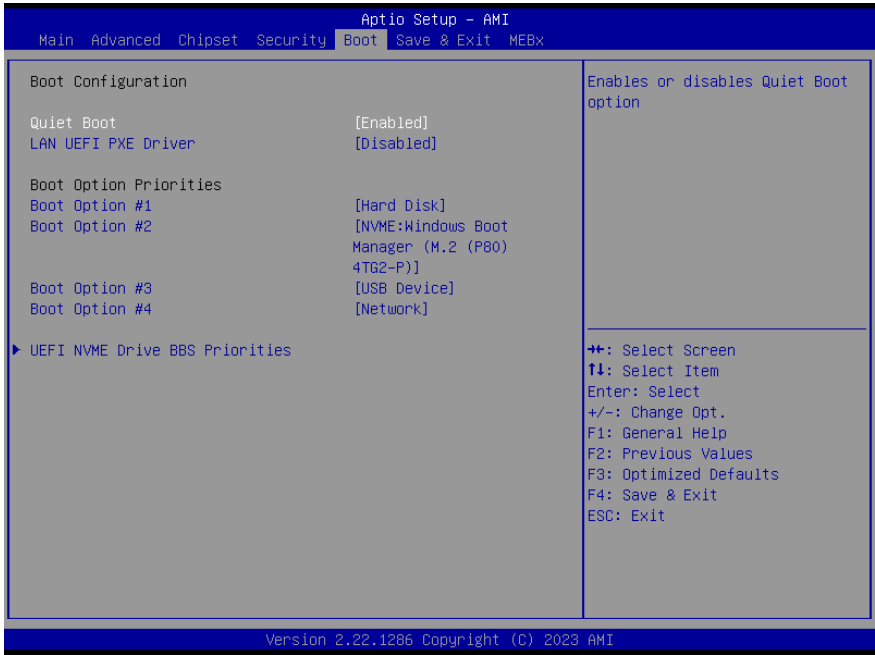 Aptio Setup – AMI
Main Advanced Chipset Security Boot Save & Exit MEBx
Boot Configuration
Quiet Boot [Enabled]
LAN UEFI PXE Driver [Disabled]
Boot Option Priorities
Boot Option #1 [Hard Disk]
Boot Option #2 [NVME:Windows Boot
Manager (M.2 (P80)
4TG2-P)]
Boot Option #3 [USB Device]
Boot Option #4 [Network]
▶ UEFI NVME Drive BBS Priorities
Enables or disables Quiet Boot
option
→←: Select Screen
↑↓: Select Item
Enter: Select
+/-: Change Opt.
F1: General Help
F2: Previous Values
F3: Optimized Defaults
F4: Save & Exit
ESC: Exit
Version 2.22.1286 Copyright (C) 2023 AMI